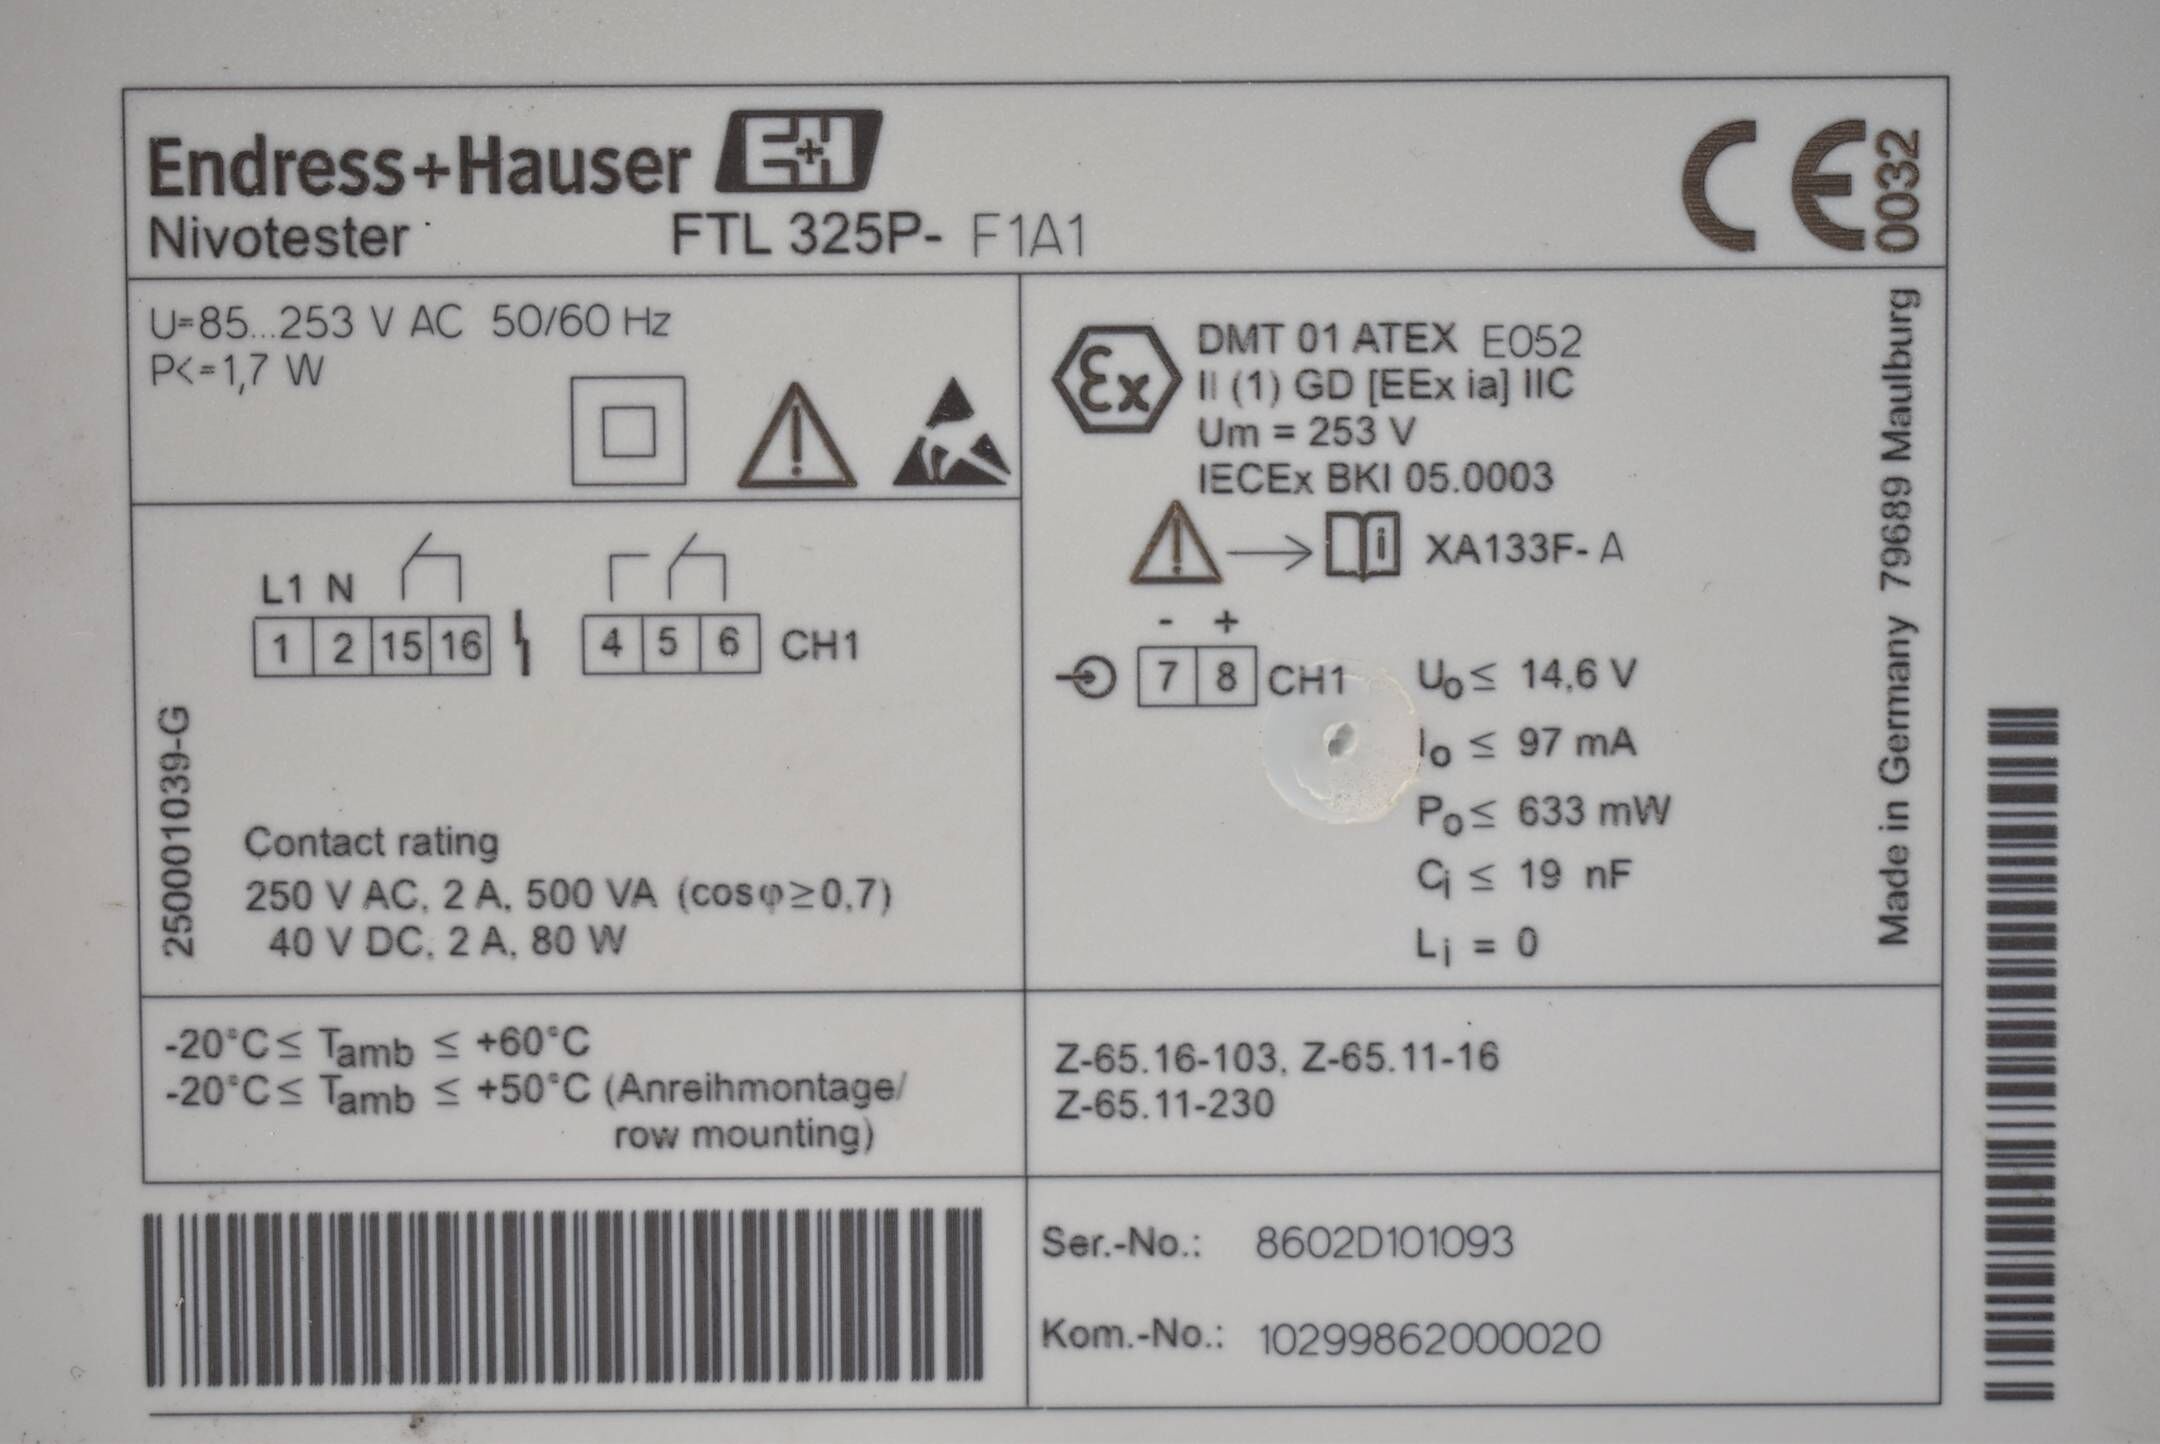 Endress+Hauser E+H
Nivotester FTL 325P- F1A1
CE 0032
U=85...253 V AC 50/60 Hz
P<=1,7 W
Ex
DMT 01 ATEX E052
II (1) GD [EEx ia] IIC
Um = 253 V
IECEx BKI 05.0003
i XA133F- A
L1 N
1 2 15 16 4 5 6 CH1
- +
7 8 CH1
Uo≤ 14,6 V
Io ≤ 97 mA
Po≤ 633 mW
Ci ≤ 19 nF
Li = 0
Contact rating
250 V AC, 2 A, 500 VA (cosφ≥0,7)
40 V DC, 2 A, 80 W
250001039-G
Made in Germany 79689 Maulburg
-20°C≤ Tamb ≤ +60°C
-20°C≤ Tamb ≤ +50°C (Anreihmontage/
row mounting)
Z-65.16-103, Z-65.11-16
Z-65.11-230
Ser.-No.: 8602D101093
Kom.-No.: 10299862000020